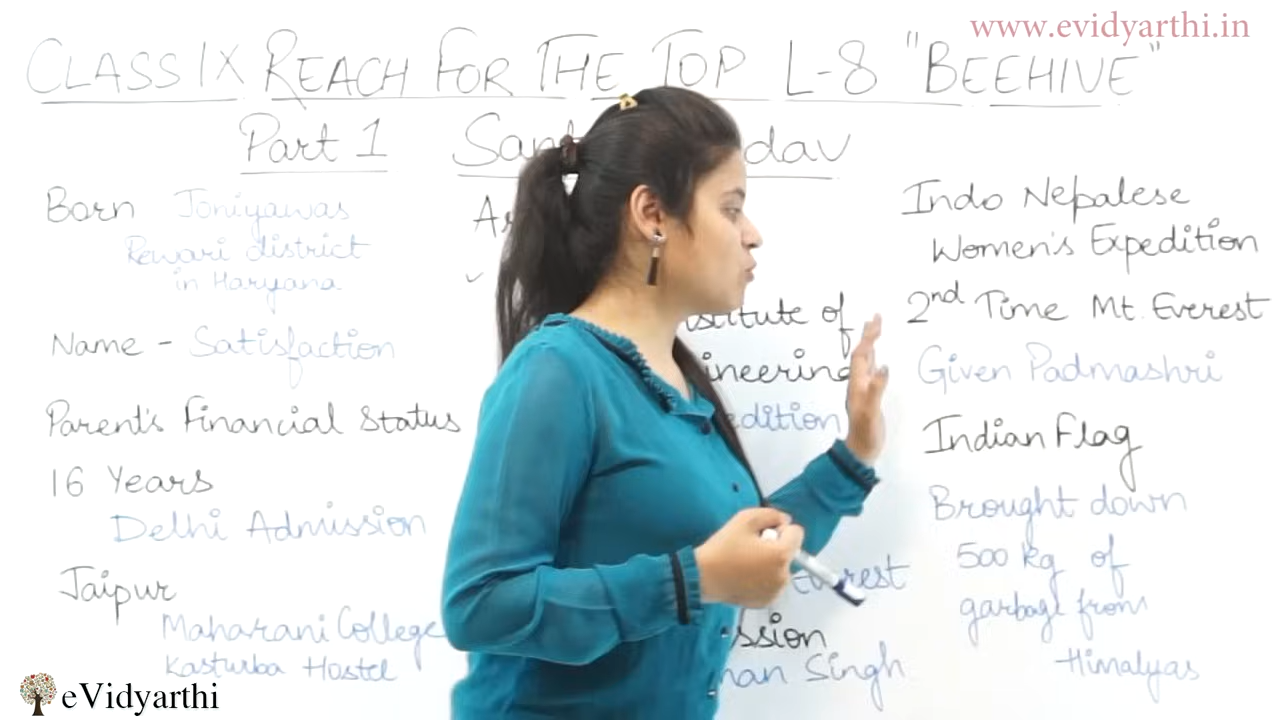 www.evidyarthi.in
CLASS IX REACH FOR THE TOP L-8 "BEEHIVE"
Part 1
Born Joniyawas
Rewari district
in Haryana
Name - Satisfaction
Parent's Financial Status
16 Years
Delhi Admission
Jaipur
Maharani College
Kasturba Hostel
Everest
Singh
Indo Nepalese
Women's Expedition
2nd Time Mt. Everest
Given Padmashri
Indian Flag
Brought down
500 kg of
garbage from
Himalyas
eVidyarthi